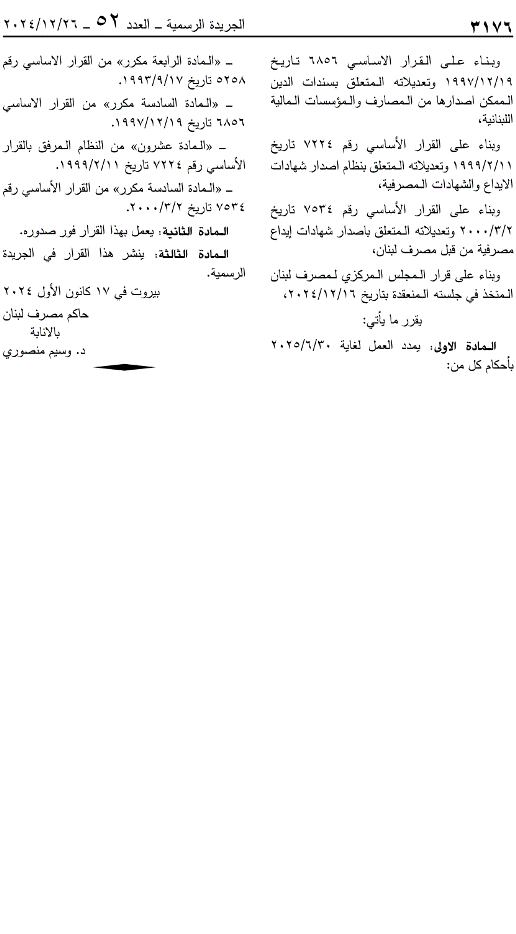 ٣١٧٦
الجريدة الرسمية ــ العدد ٥٢ ــ ٢٠٢٤/١٢/٢٦
وبناء على القرار الاساسي ٦٨٥٦ تاريخ
١٩٩٧/١٢/١٩ وتعديلاته المتعلق بسندات الدين
الممكن اصدارها من المصارف والمؤسسات المالية
اللبنانية،
وبناء على القرار الأساسي رقم ٧٢٢٤ تاريخ
١٩٩٩/٢/١١ وتعديلاته المتعلق بنظام اصدار شهادات
الايداع والشهادات المصرفية،
وبناء على القرار الأساسي رقم ٧٥٣٤ تاريخ
٢٠٠٠/٣/٢ وتعديلاته المتعلق باصدار شهادات إيداع
مصرفية من قبل مصرف لبنان،
وبناء على قرار المجلس المركزي لمصرف لبنان
المتخذ في جلسته المنعقدة بتاريخ ٢٠٢٤/١٢/١٦،
يقرر ما يأتي:
المادة الاولى: يمدد العمل لغاية ٢٠٢٥/٦/٣٠
بأحكام كل من:
ــ «المادة الرابعة مكرر» من القرار الاساسي رقم
٥٢٥٨ تاريخ ١٩٩٣/٩/١٧.
ــ «المادة السادسة مكرر» من القرار الاساسي
٦٨٥٦ تاريخ ١٩٩٧/١٢/١٩.
ــ «المادة عشرون» من النظام المرفق بالقرار
الأساسي رقم ٧٢٢٤ تاريخ ١٩٩٩/٢/١١.
ــ «المادة السادسة مكرر» من القرار الأساسي رقم
٧٥٣٤ تاريخ ٢٠٠٠/٣/٢.
المادة الثانية: يعمل بهذا القرار فور صدوره.
المادة الثالثة: ينشر هذا القرار في الجريدة
الرسمية.
بيروت في ١٧ كانون الأول ٢٠٢٤
حاكم مصرف لبنان
بالانابة
د. وسيم منصوري